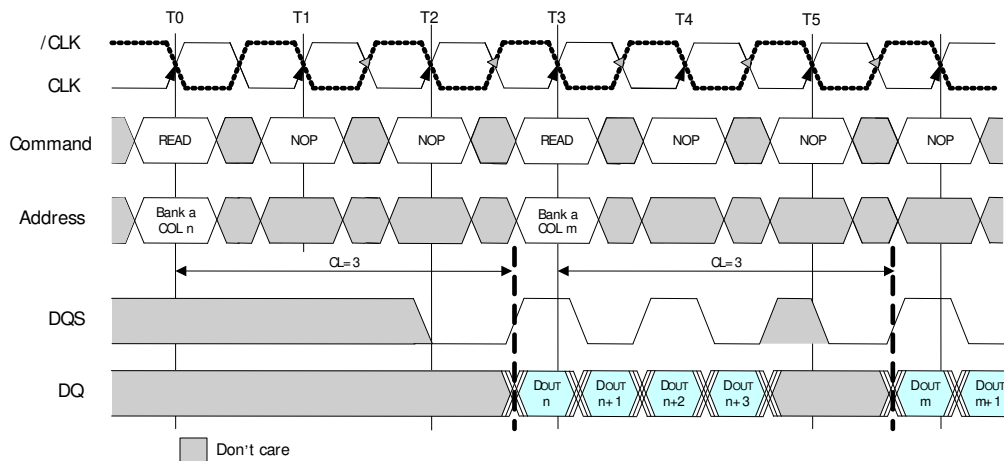 T0 T1 T2 T3 T4 T5
/CLK
CLK
Command READ NOP NOP READ NOP NOP NOP
Address Bank a COL n Bank a COL m
CL= 3 CL= 3
DQS
DQ DOUT n DOUT n+1 DOUT n+2 DOUT n+3 DOUT m DOUT m+1
Don't care